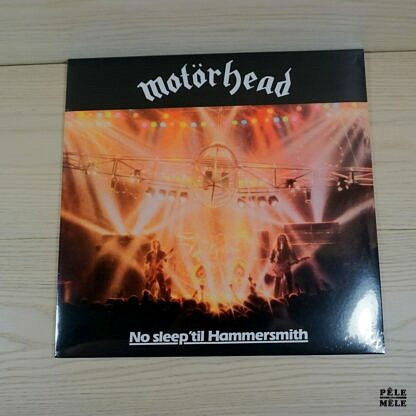 motörhead
No sleep 'til Hammersmith
PÊLE
MÊLE